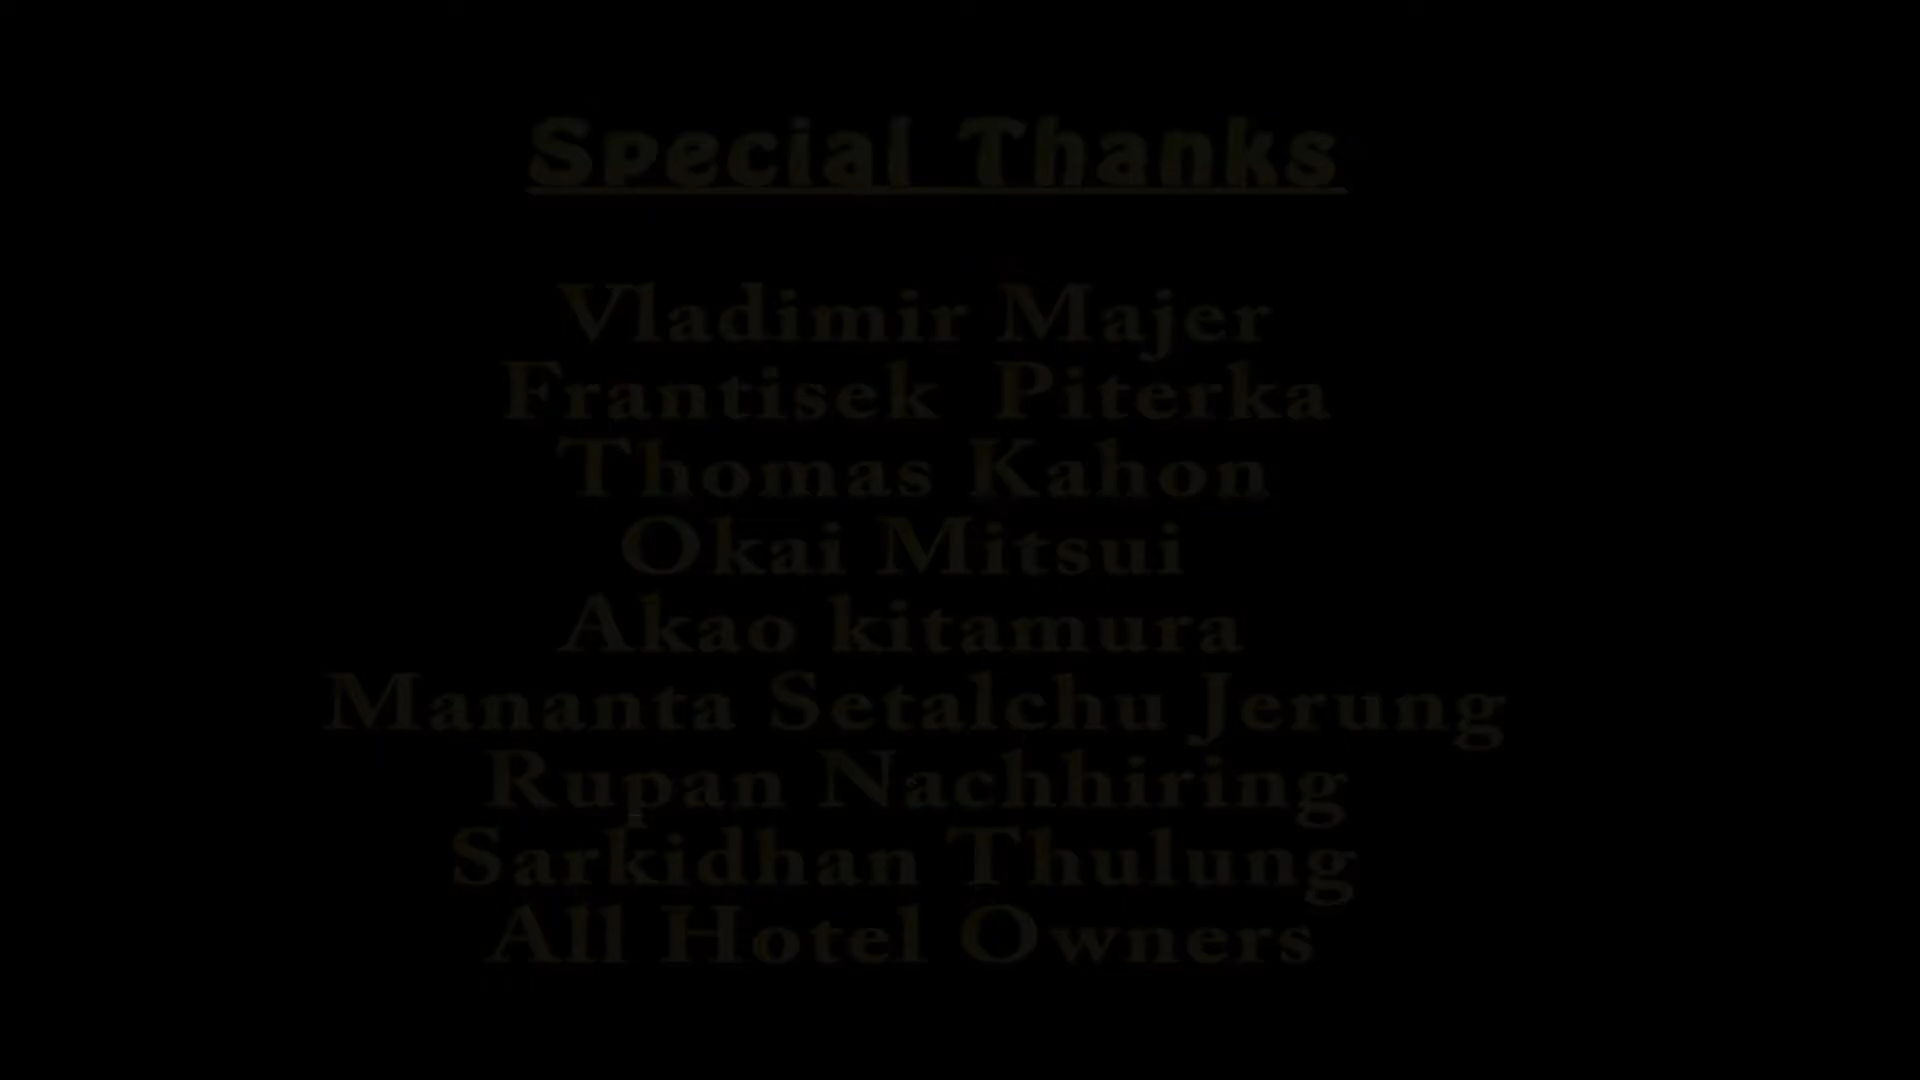 Special Thanks
Vladimir Majer
Frantisek Piterka
Thomas Kahon
Okai Mitsui
Akao kitamura
Mananta Setalchu Jerung
Rupan Nachhiring
Sarkidhan Thulung
All Hotel Owners